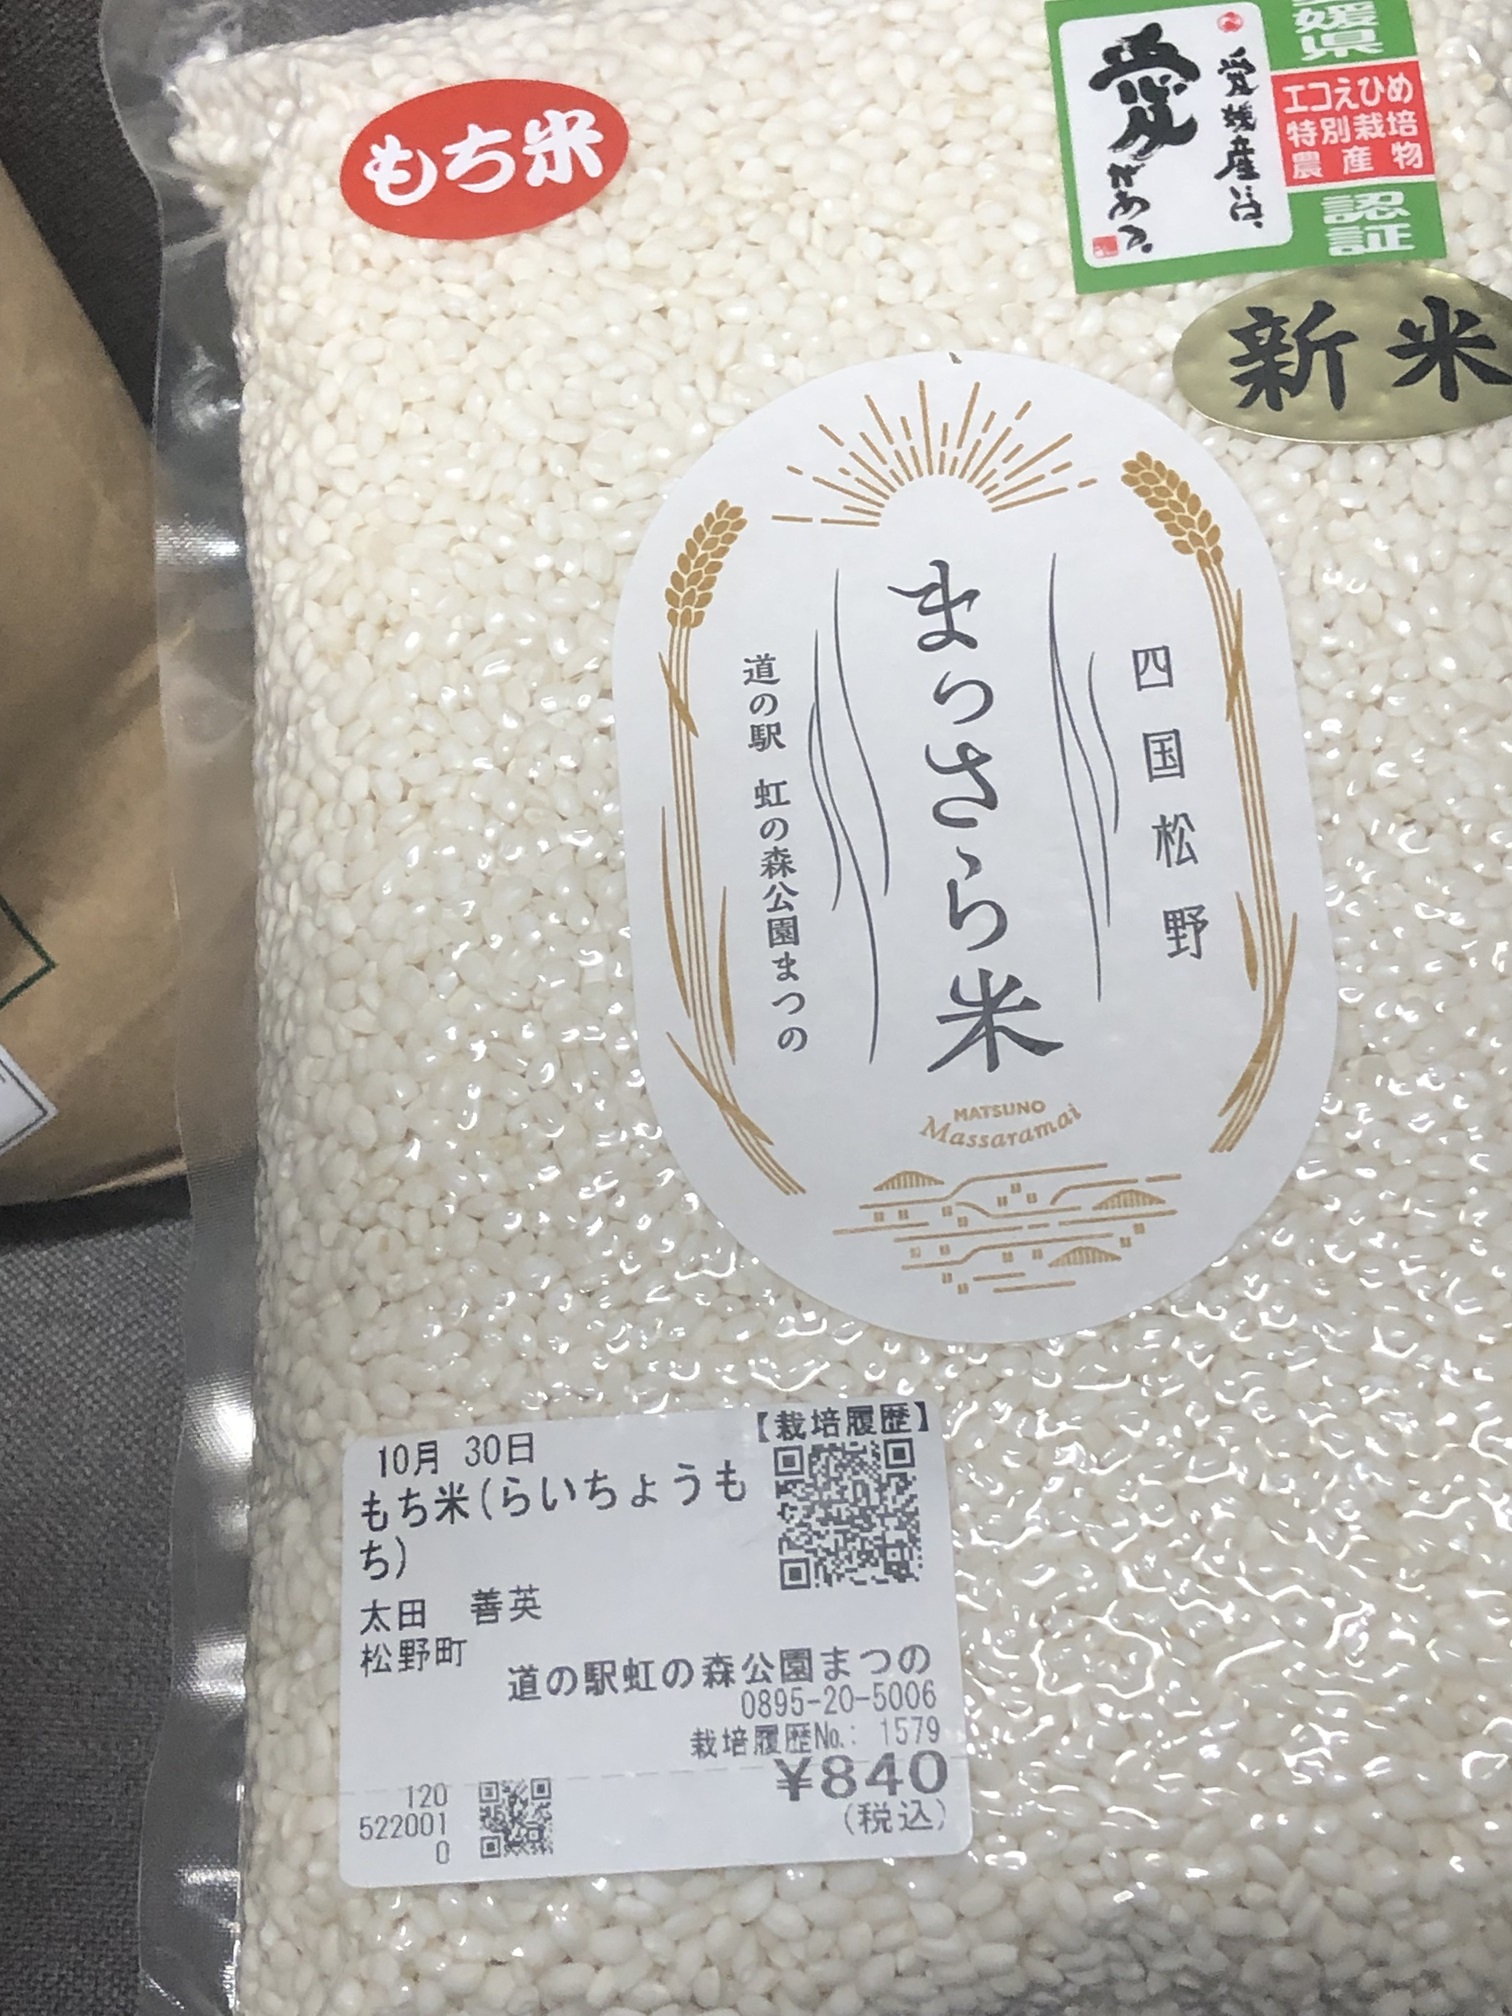 もち米
愛媛産には、
愛がある。
媛県
エコえひめ
特別栽培
農産物
認証
新米
四国松野
まっさら米
道の駅 虹の森公園まつの
MATSUNO
Massaramai
【栽培履歴】
10月 30日
もち米(らいちょうも
ち)
太田 善英
松野町
道の駅虹の森公園まつの
0895-20-5006
栽培履歴No.: 1579
¥840
(税込)
120
522001
0